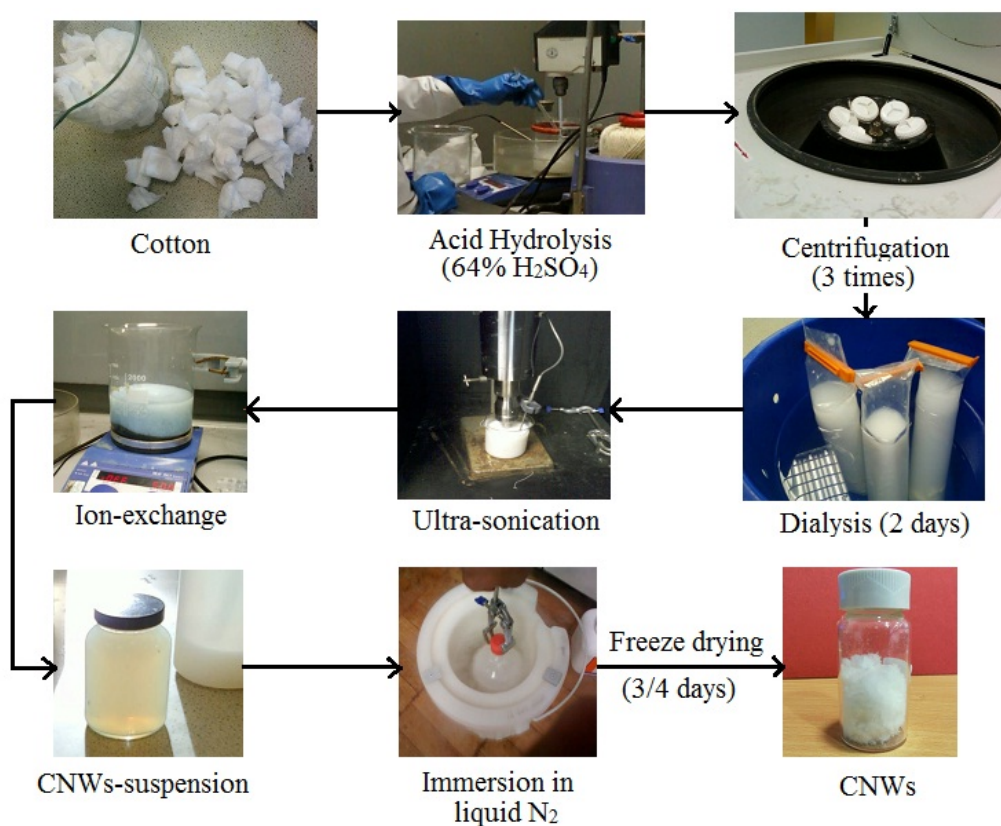 Cotton
Acid Hydrolysis
(64% H₂SO₄)
Centrifugation
(3 times)
Dialysis (2 days)
Ultra-sonication
Ion-exchange
CNWs-suspension
Immersion in
liquid N₂
Freeze drying
(3/4 days)
CNWs